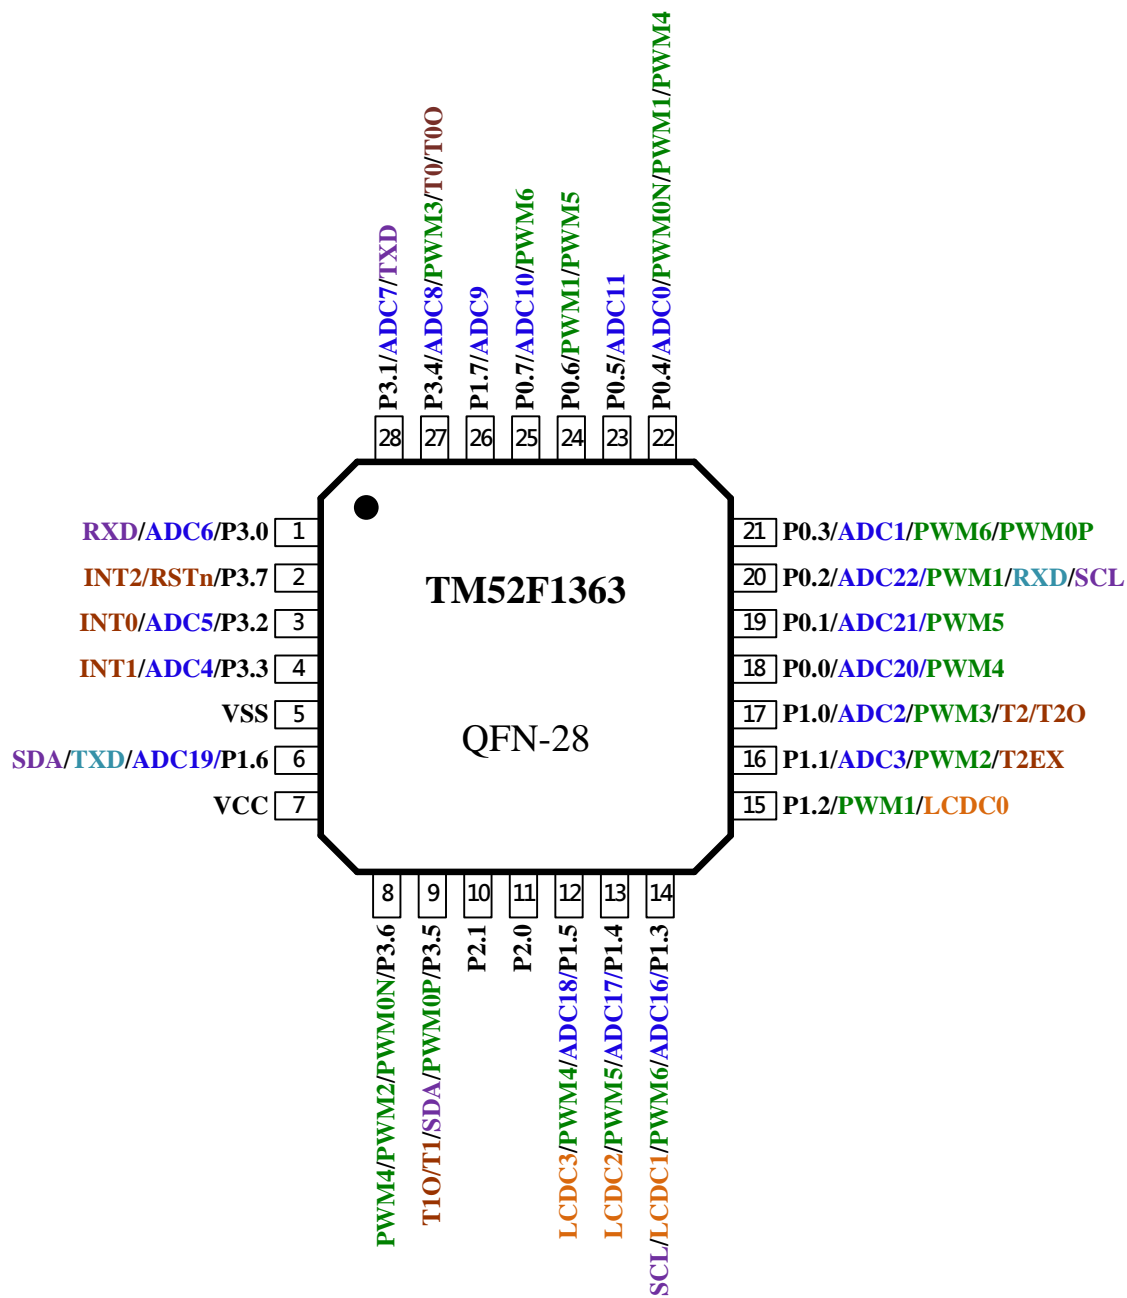 P3.1/ADC7/TXD
P3.4/ADC8/PWM3/T0/T0O
P1.7/ADC9
P0.7/ADC10/PWM6
P0.6/PWM1/PWM5
P0.5/ADC11
P0.4/ADC0/PWM0N/PWM1/PWM4
28 27 26 25 24 23 22
RXD/ADC6/P3.0 1
INT2/RSTn/P3.7 2
INT0/ADC5/P3.2 3
INT1/ADC4/P3.3 4
VSS 5
SDA/TXD/ADC19/P1.6 6
VCC 7
TM52F1363
QFN-28
21 P0.3/ADC1/PWM6/PWM0P
20 P0.2/ADC22/PWM1/RXD/SCL
19 P0.1/ADC21/PWM5
18 P0.0/ADC20/PWM4
17 P1.0/ADC2/PWM3/T2/T2O
16 P1.1/ADC3/PWM2/T2EX
15 P1.2/PWM1/LCDC0
8 9 10 11 12 13 14
PWM4/PWM2/PWM0N/P3.6
T1O/T1/SDA/PWM0P/P3.5
P2.1
P2.0
LCDC3/PWM4/ADC18/P1.5
LCDC2/PWM5/ADC17/P1.4
SCL/LCDC1/PWM6/ADC16/P1.3